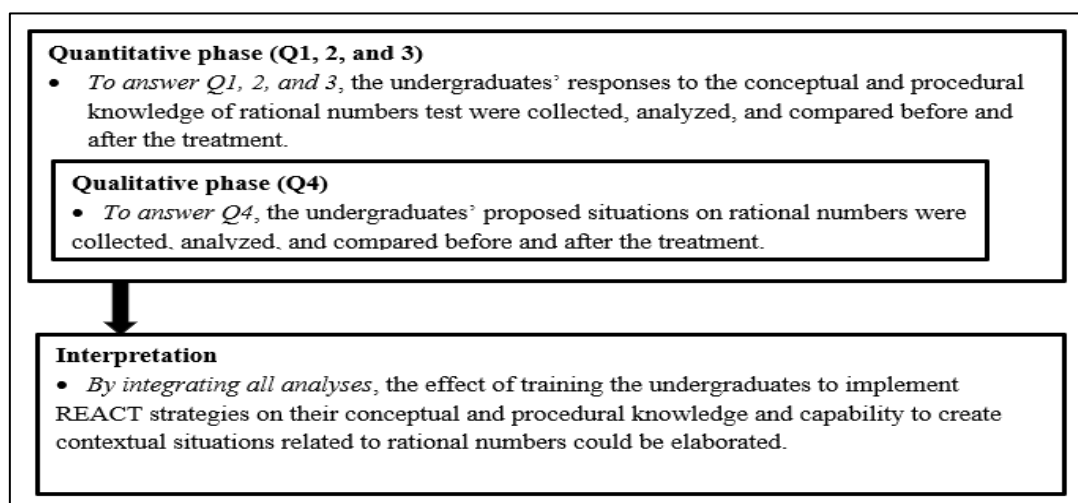 Quantitative phase (Q1, 2, and 3)
• To answer Q1, 2, and 3, the undergraduates’ responses to the conceptual and procedural
knowledge of rational numbers test were collected, analyzed, and compared before and
after the treatment.
Qualitative phase (Q4)
• To answer Q4, the undergraduates’ proposed situations on rational numbers were
collected, analyzed, and compared before and after the treatment.
Interpretation
• By integrating all analyses, the effect of training the undergraduates to implement
REACT strategies on their conceptual and procedural knowledge and capability to create
contextual situations related to rational numbers could be elaborated.